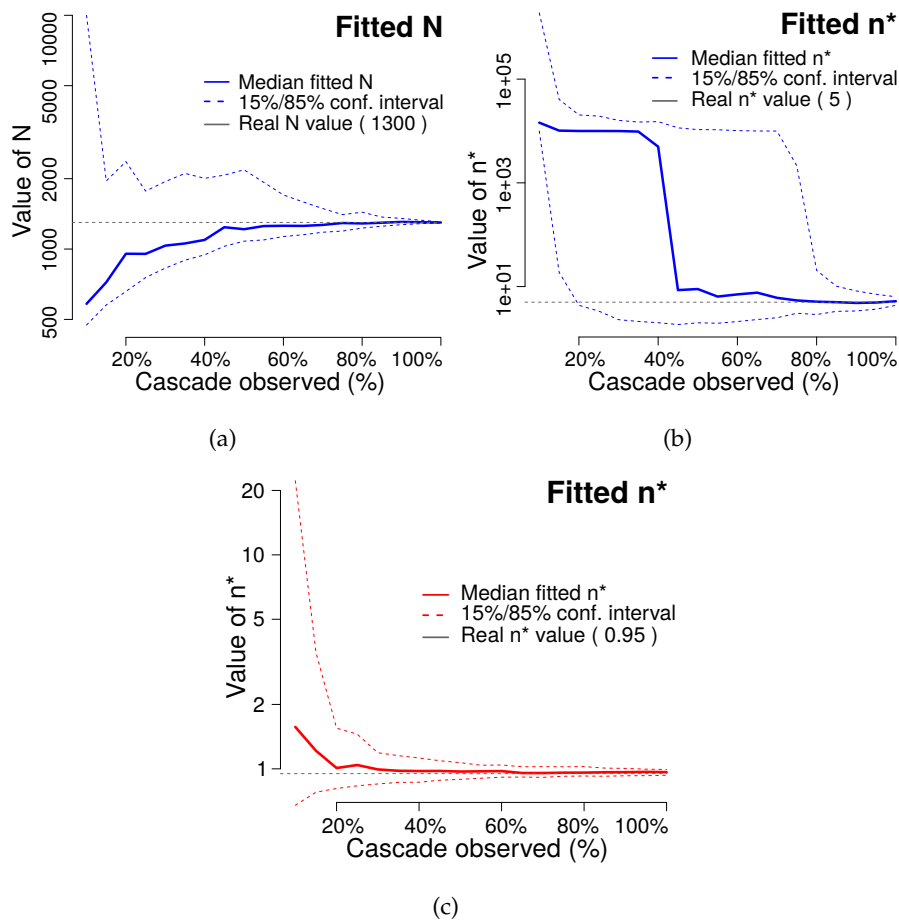 Fitted N
Median fitted N
15%/85% conf. interval
Real N value ( 1300 )
Value of N
10000
5000
2000
1000
500
20% 40% 60% 80% 100%
Cascade observed (%)
(a)
Fitted n*
Median fitted n*
15%/85% conf. interval
Real n* value ( 5 )
Value of n*
1e+05
1e+03
1e+01
20% 40% 60% 80% 100%
Cascade observed (%)
(b)
Fitted n*
Median fitted n*
15%/85% conf. interval
Real n* value ( 0.95 )
Value of n*
20
10
5
2
1
20% 40% 60% 80% 100%
Cascade observed (%)
(c)